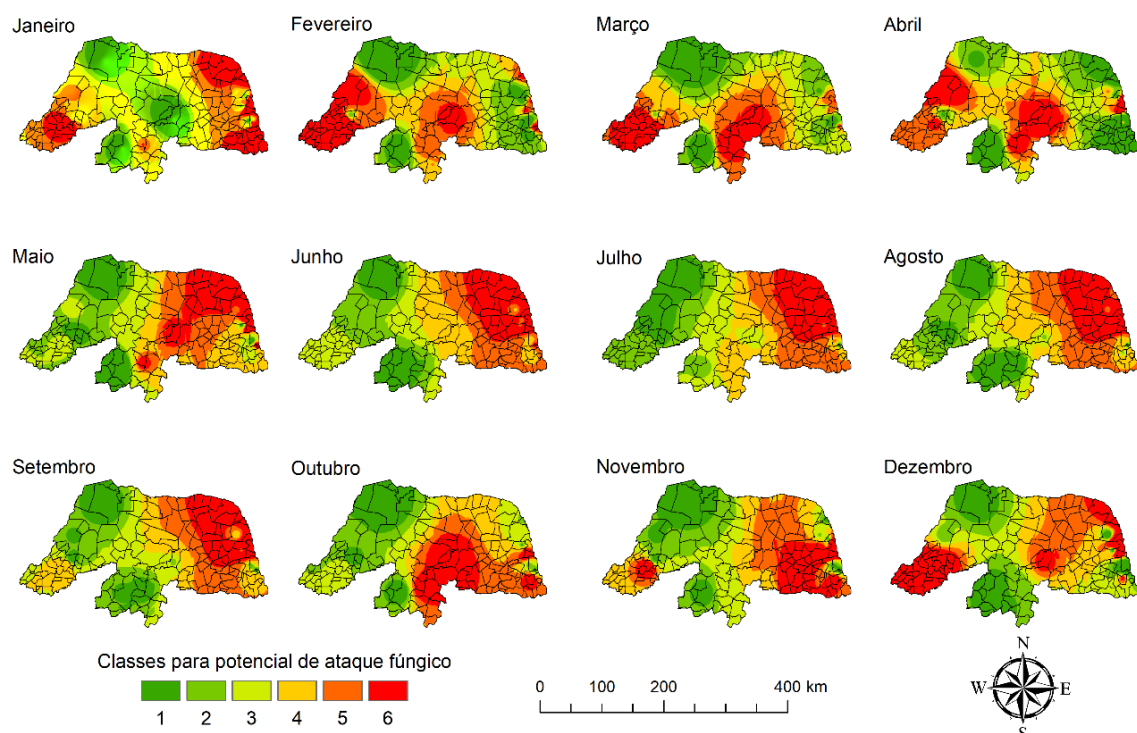 Janeiro
Fevereiro
Março
Abril
Maio
Junho
Julho
Agosto
Setembro
Outubro
Novembro
Dezembro
Classes para potencial de ataque fúngico
1 2 3 4 5 6
0 100 200 400 km
N
W E
S